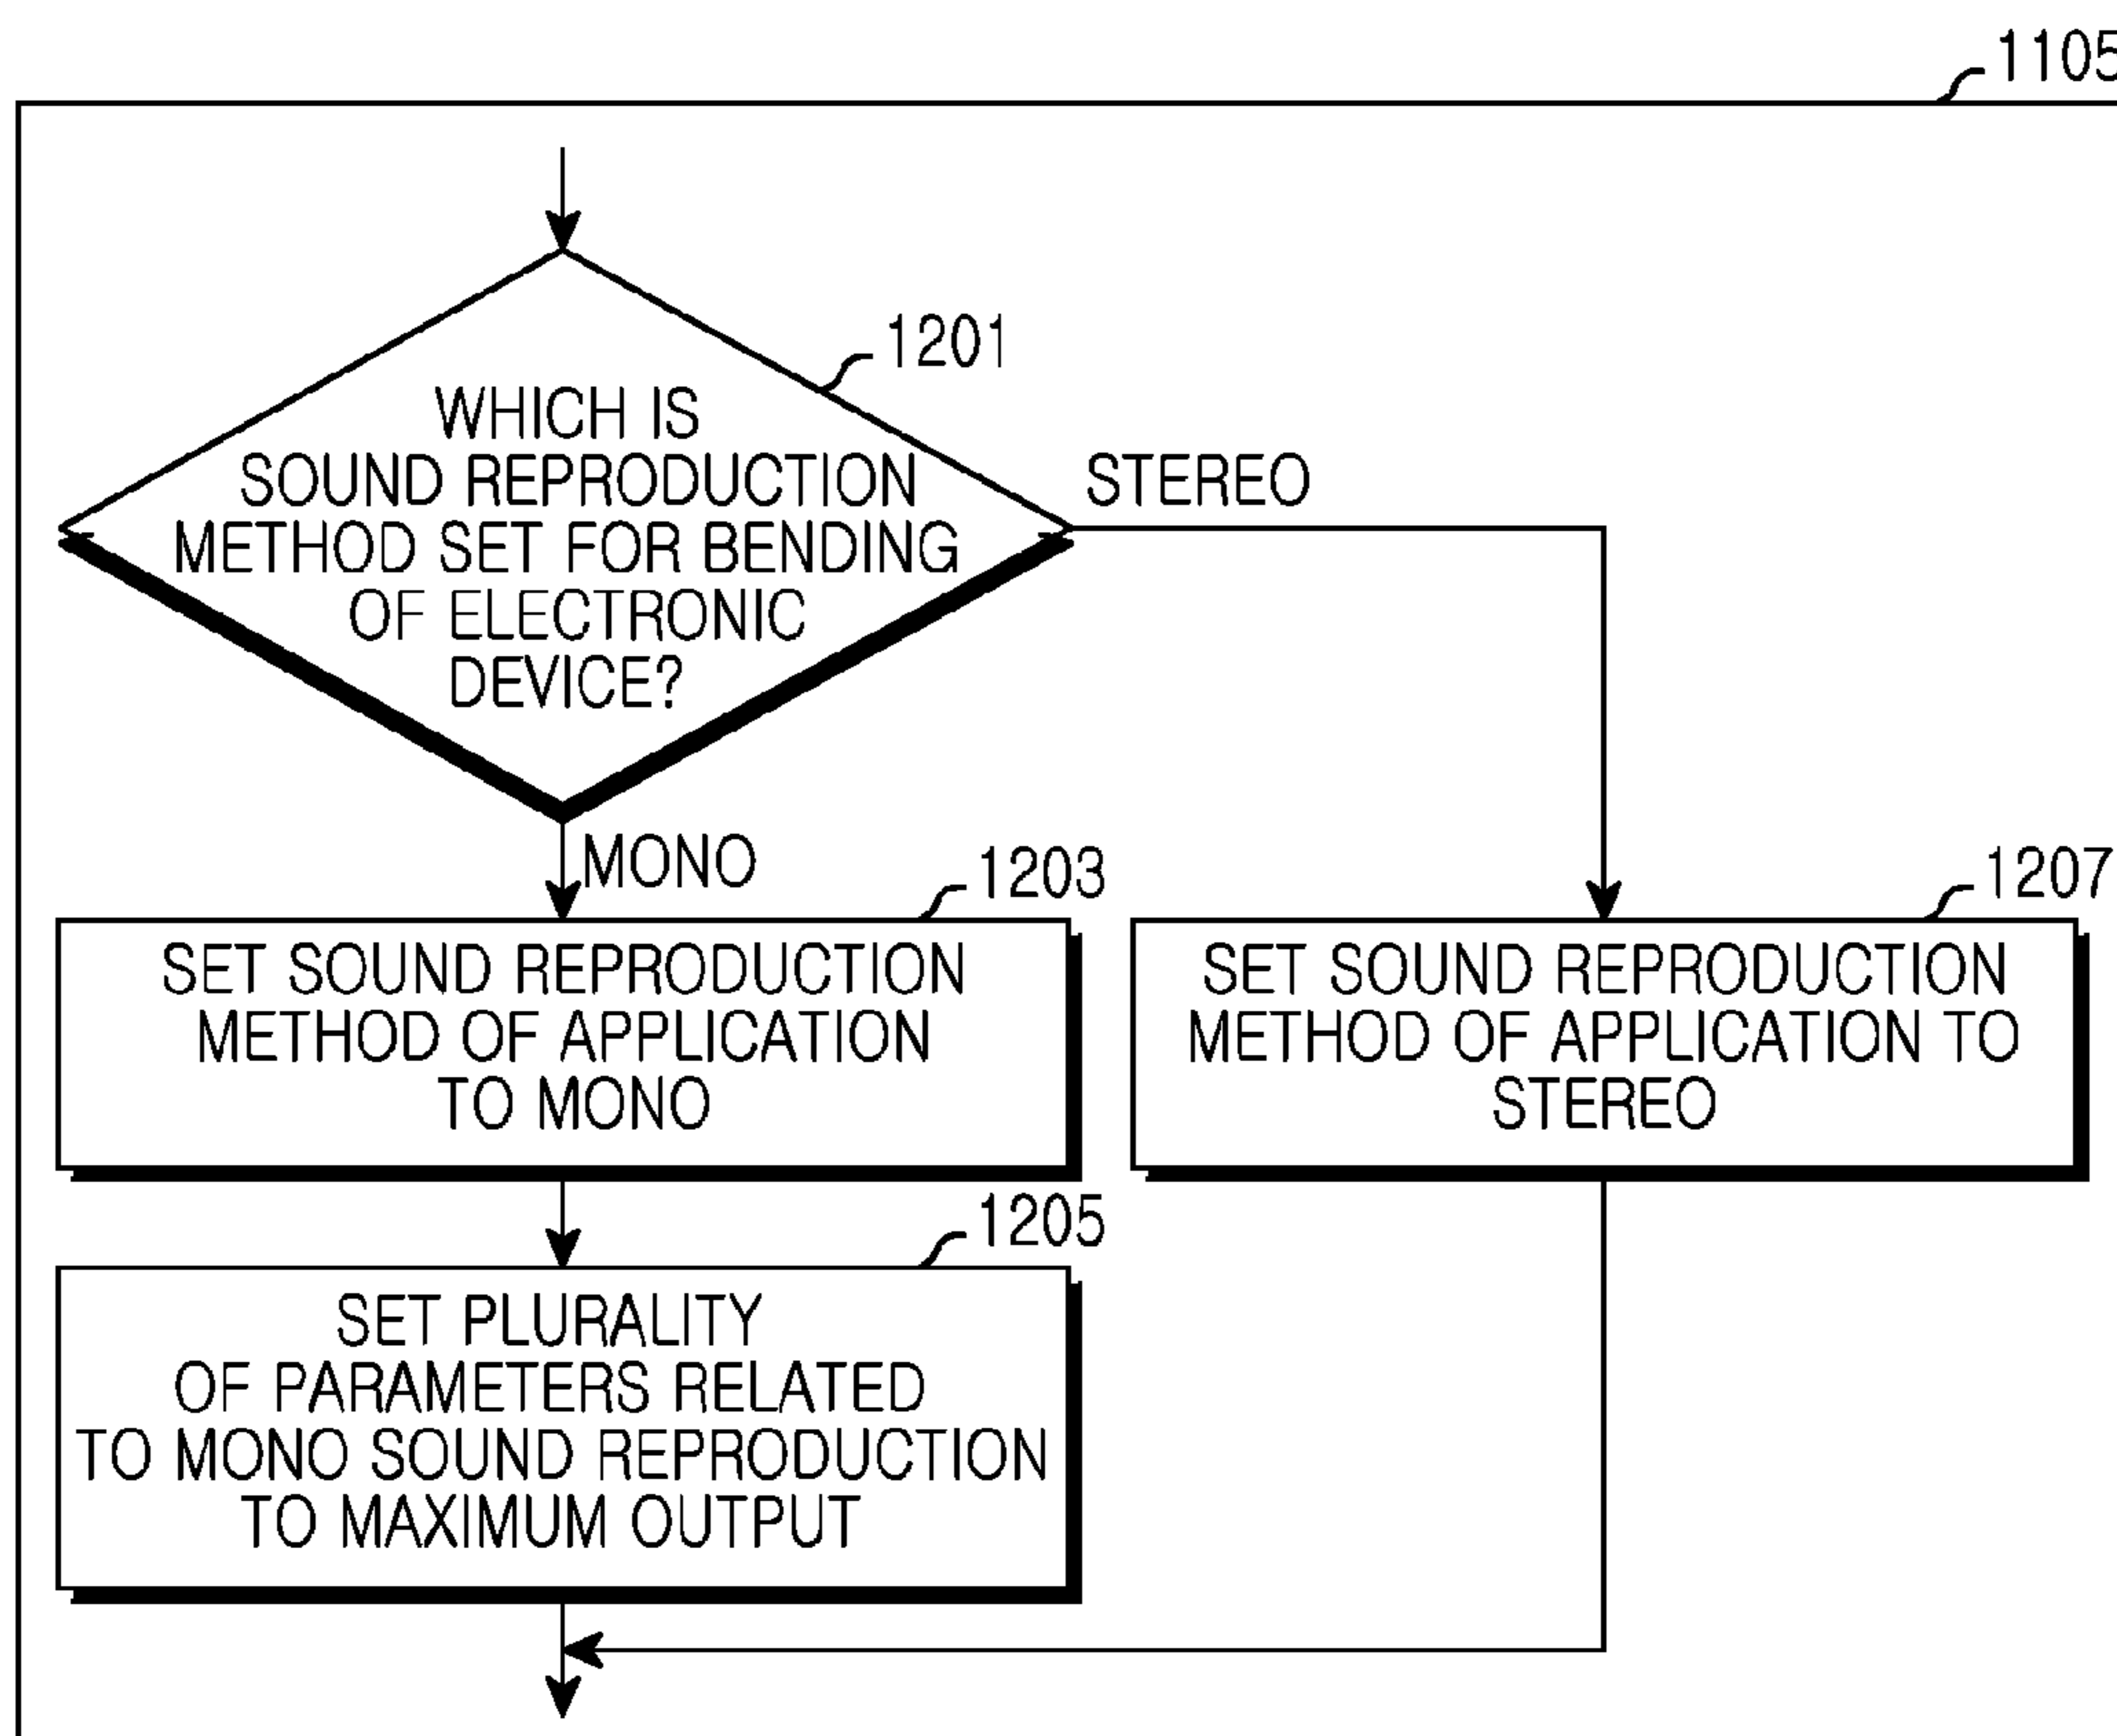 1105
1201
WHICH IS
SOUND REPRODUCTION
METHOD SET FOR BENDING
OF ELECTRONIC
DEVICE?
STEREO
MONO
1203
SET SOUND REPRODUCTION
METHOD OF APPLICATION
TO MONO
1207
SET SOUND REPRODUCTION
METHOD OF APPLICATION TO
STEREO
1205
SET PLURALITY
OF PARAMETERS RELATED
TO MONO SOUND REPRODUCTION
TO MAXIMUM OUTPUT